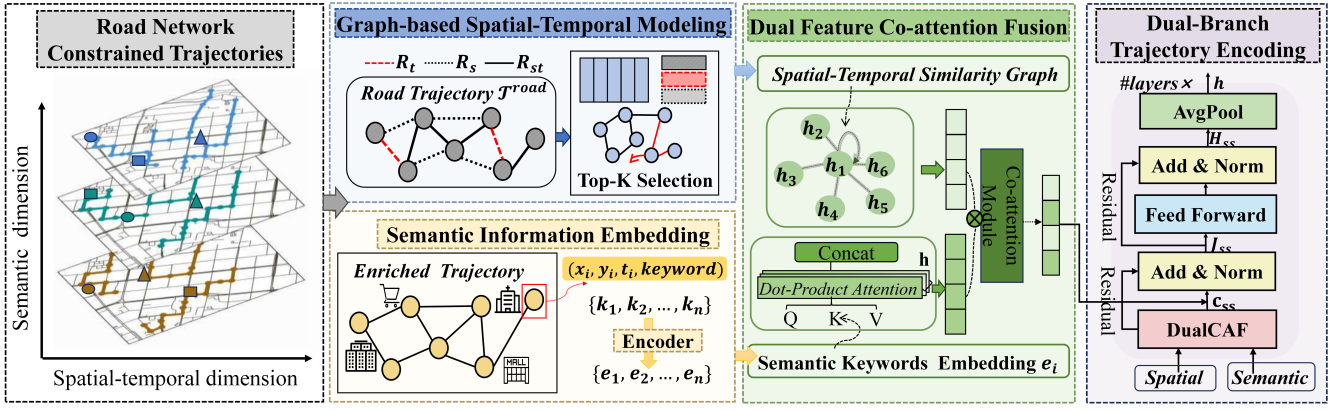 Road Network
Constrained Trajectories
Semantic dimension
Spatial-temporal dimension
Graph-based Spatial-Temporal Modeling
R_t R_s R_st
Road Trajectory 𝒯^road
Top-K Selection
Semantic Information Embedding
Enriched Trajectory
MALL
(x_i, y_i, t_i, keyword)
{k_1, k_2, ..., k_n}
Encoder
{e_1, e_2, ..., e_n}
Dual Feature Co-attention Fusion
Spatial-Temporal Similarity Graph
h_2
h_1 h_6
h_3
h_4 h_5
Concat
h
Dot-Product Attention
Q K V
Semantic Keywords Embedding e_i
Co-attention
Module
Dual-Branch
Trajectory Encoding
#layers × h
AvgPool
H_ss
Add & Norm
Residual
Feed Forward
I_ss
Add & Norm
Residual
c_ss
DualCAF
Spatial Semantic